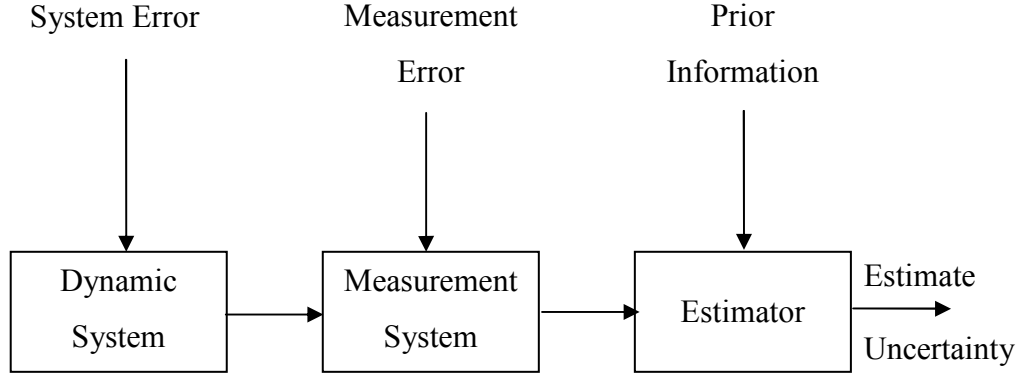 System Error
Measurement
Error
Prior
Information
Dynamic
System
Measurement
System
Estimator
Estimate
Uncertainty